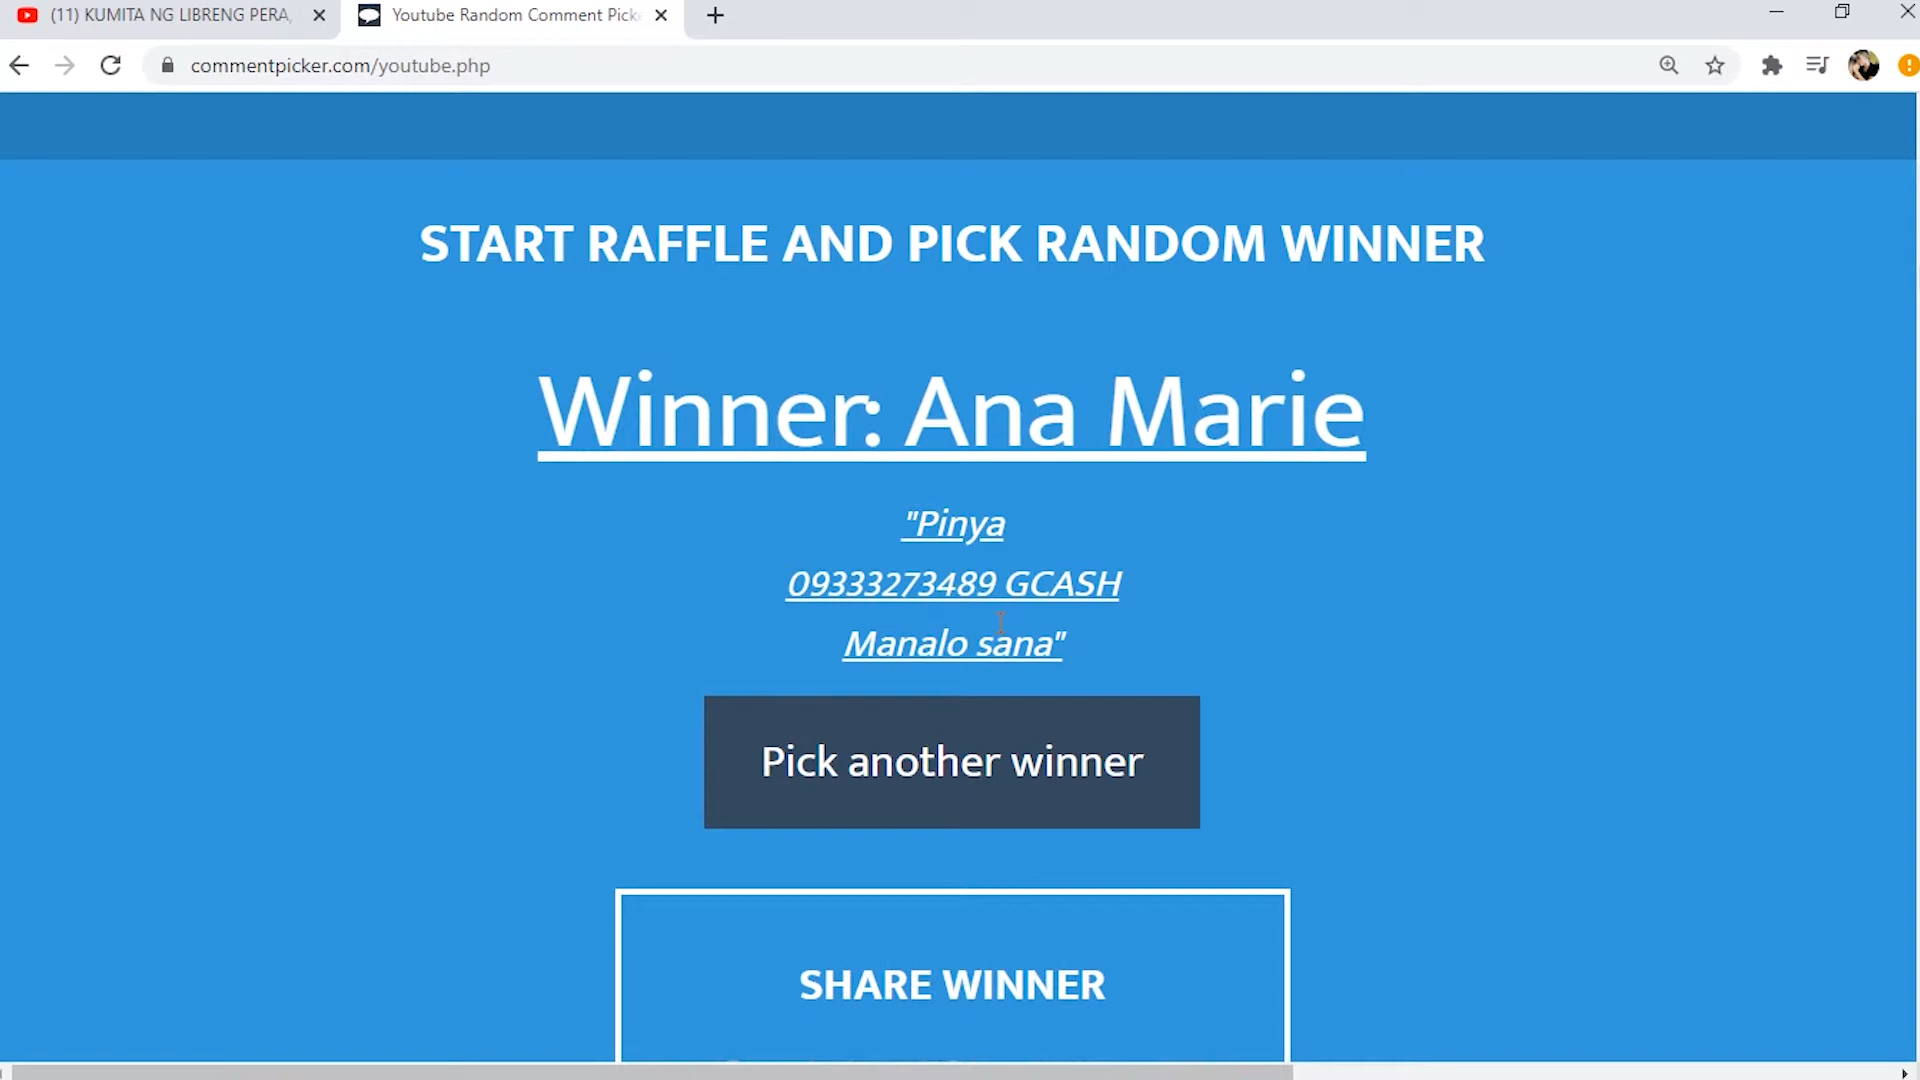 (11) KUMITA NG LIBRENG PERA,
Youtube Random Comment Picke
commentpicker.com/youtube.php
START RAFFLE AND PICK RANDOM WINNER
Winner: Ana Marie
"Pinya
09333273489 GCASH
Manalo sana"
Pick another winner
SHARE WINNER